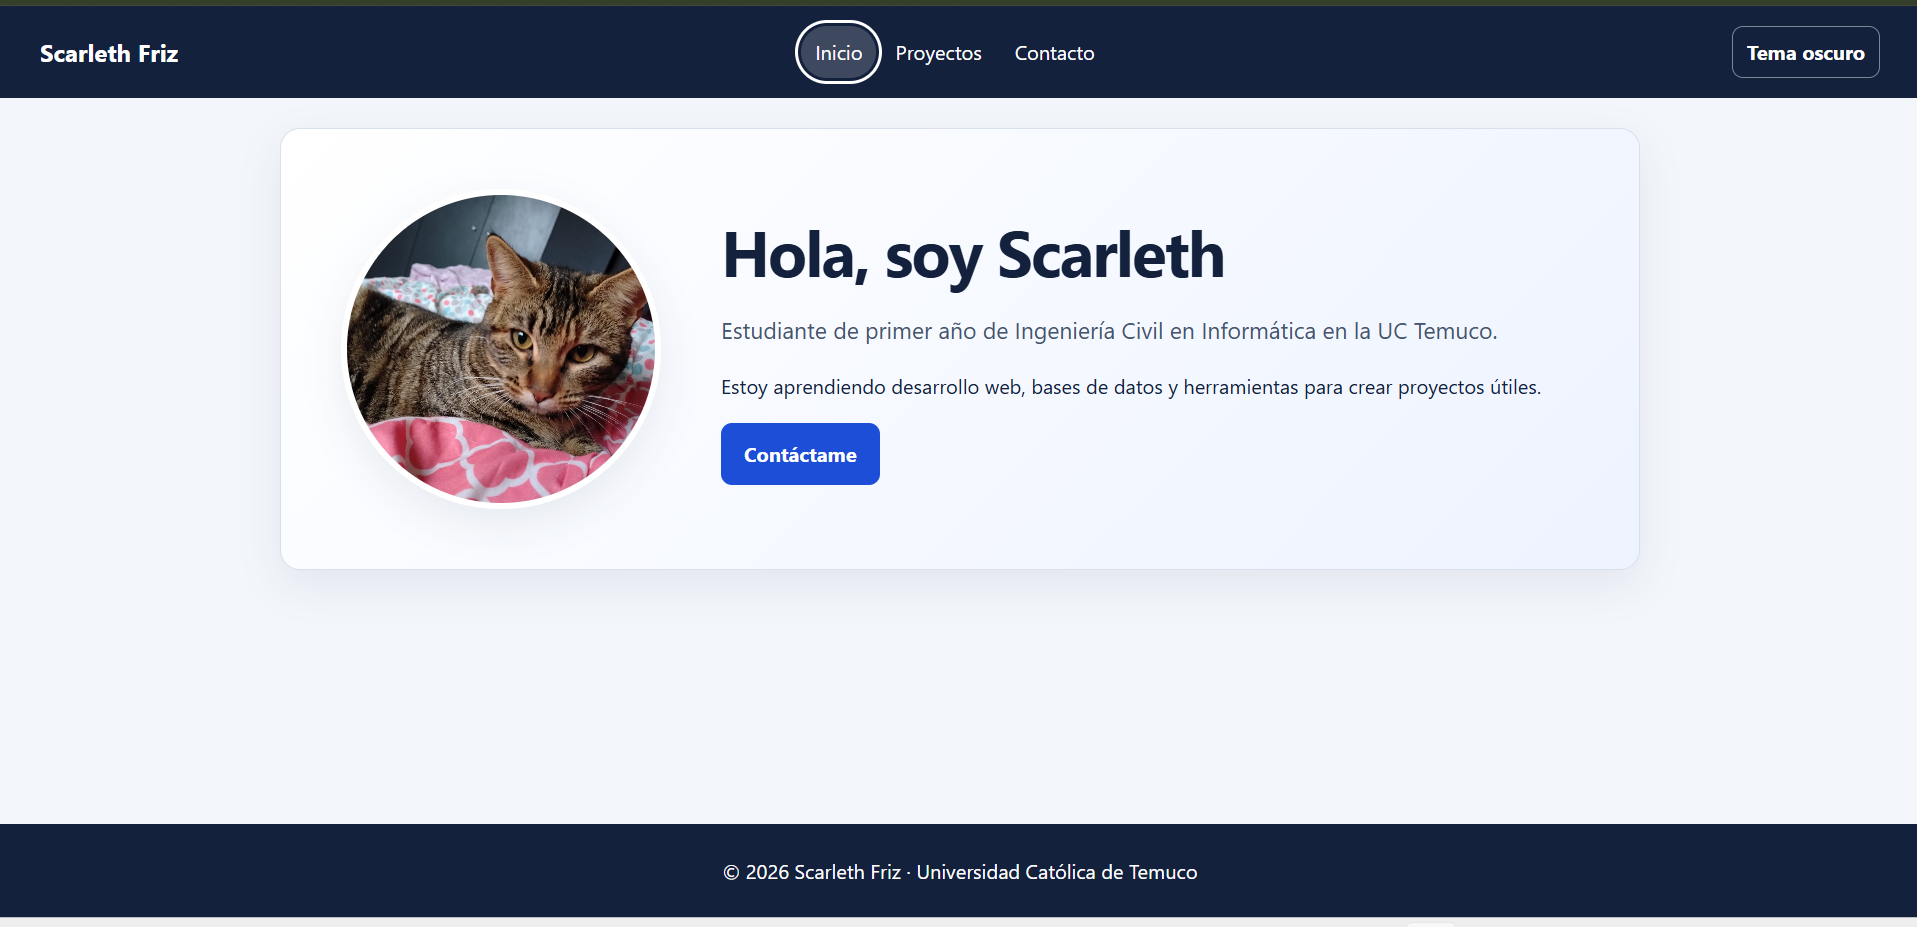 Scarleth Friz
Inicio
Proyectos
Contacto
Tema oscuro
Hola, soy Scarleth
Estudiante de primer año de Ingeniería Civil en Informática en la UC Temuco.
Estoy aprendiendo desarrollo web, bases de datos y herramientas para crear proyectos útiles.
Contáctame
© 2026 Scarleth Friz · Universidad Católica de Temuco